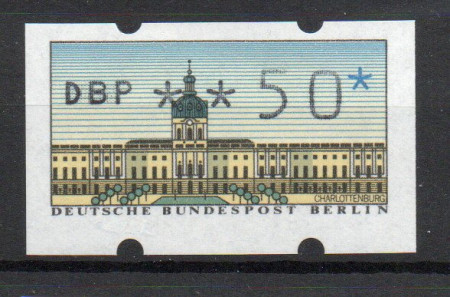 DBP ** 50*
CHARLOTTENBURG
DEUTSCHE BUNDESPOST BERLIN